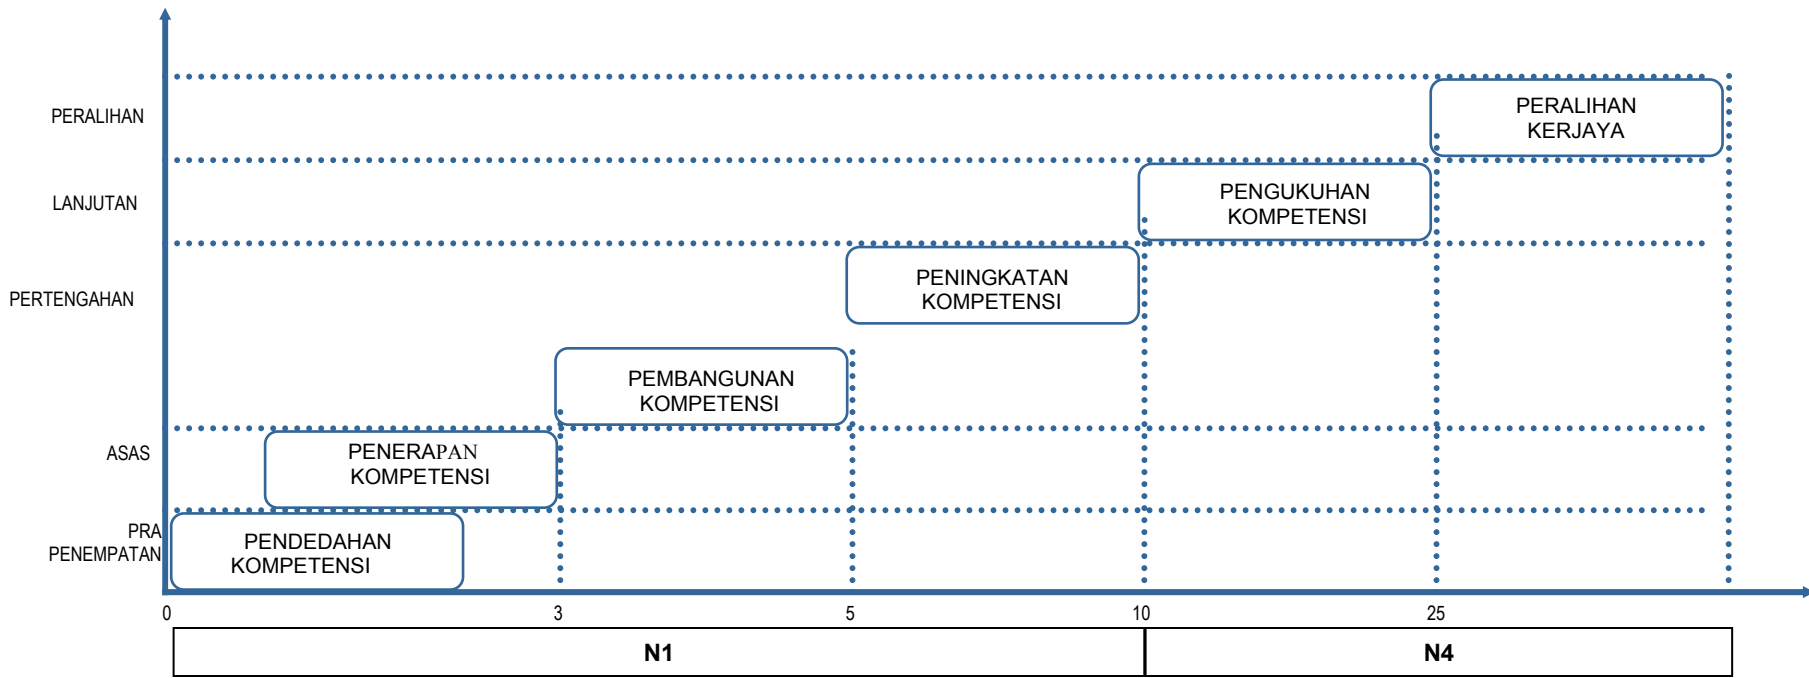 PERALIHAN
PERALIHAN
KERJAYA
LANJUTAN
PENGUKUHAN
KOMPETENSI
PERTENGAHAN
PENINGKATAN
KOMPETENSI
PEMBANGUNAN
KOMPETENSI
ASAS
PENERAPAN
KOMPETENSI
PRA
PENEMPATAN
PENDEDAHAN
KOMPETENSI
0 3 5 10 25
N1 N4